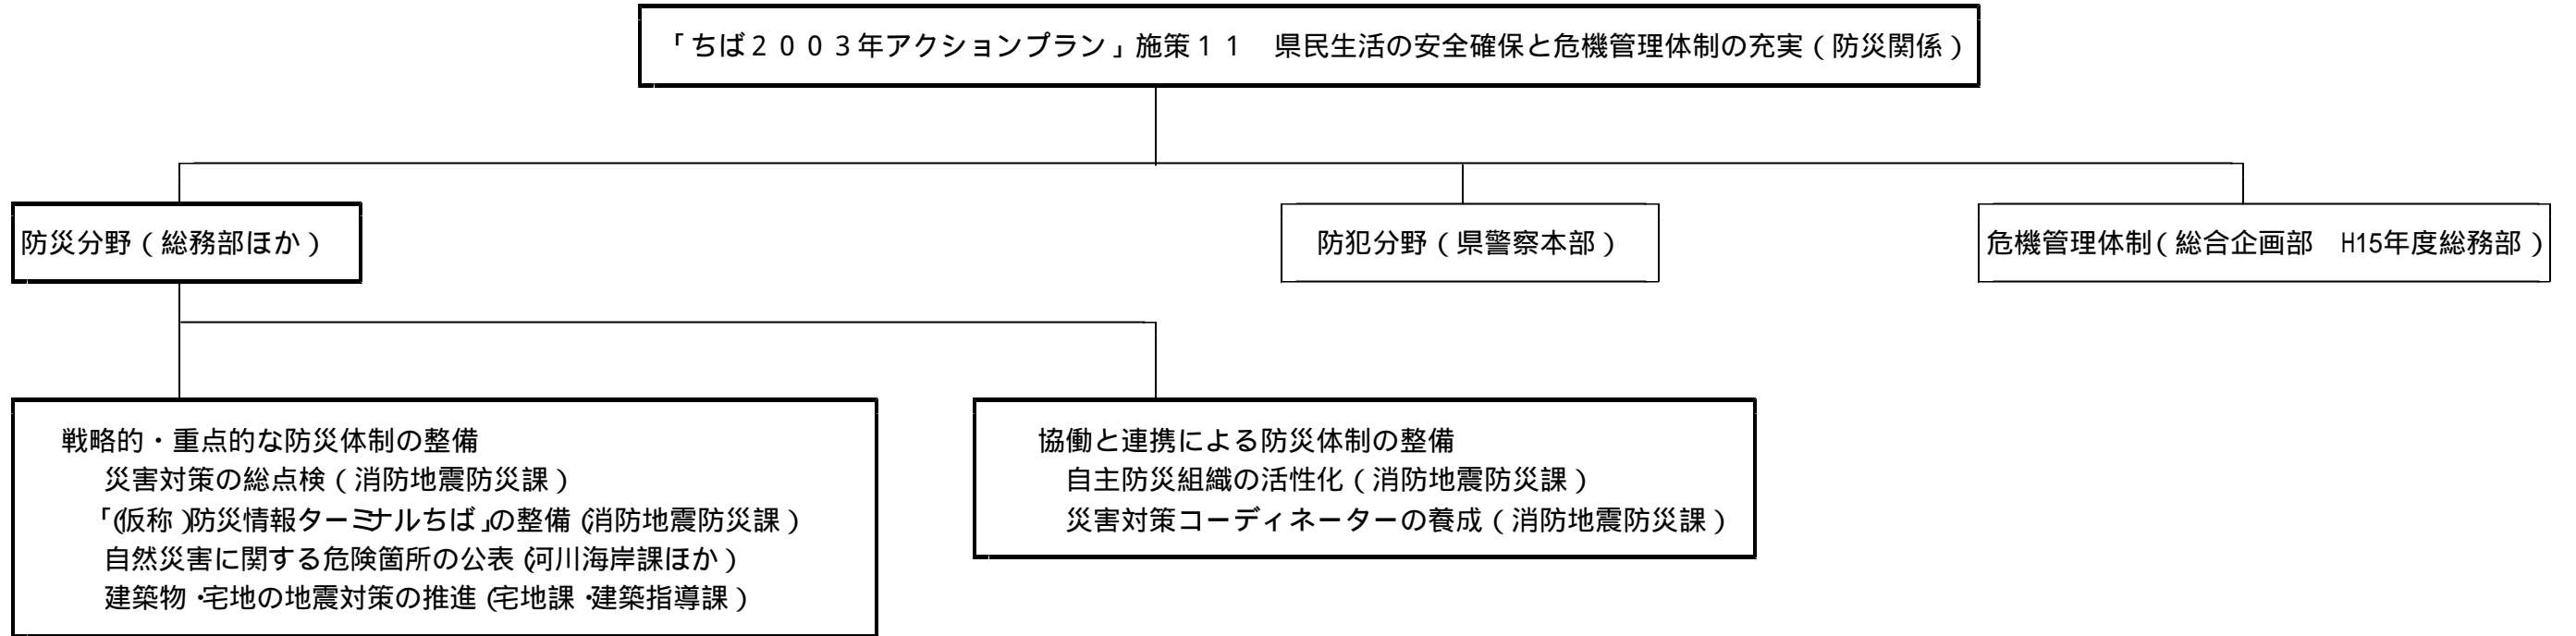 「ちば２００３年アクションプラン」施策１１　県民生活の安全確保と危機管理体制の充実（防災関係）
防災分野（総務部ほか）
防犯分野（県警察本部）
危機管理体制（総合企画部　H15年度総務部）
戦略的・重点的な防災体制の整備
災害対策の総点検（消防地震防災課）
「（仮称）防災情報ターミナルちば」の整備（消防地震防災課）
自然災害に関する危険箇所の公表（河川海岸課ほか）
建築物・宅地の地震対策の推進（宅地課・建築指導課）
協働と連携による防災体制の整備
自主防災組織の活性化（消防地震防災課）
災害対策コーディネーターの養成（消防地震防災課）